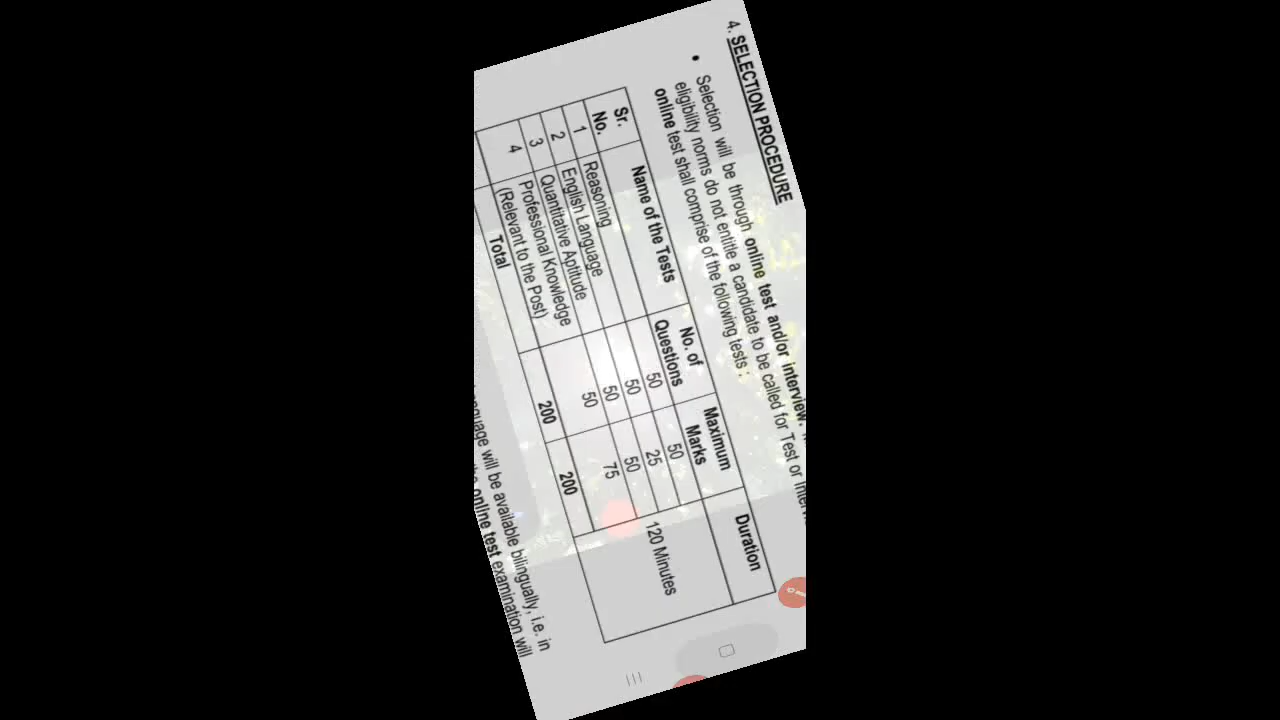 4. SELECTION PROCEDURE
• Selection will be through online test and/or interview.
eligibility norms do not entitle a candidate to be called for Test or
online test shall comprise of the following tests :
Sr. No. Name of the Tests No. of Questions Maximum Marks Duration
1 Reasoning 50 50 120 Minutes
2 English Language 50 25
3 Quantitative Aptitude 50 50
4 Professional Knowledge (Relevant to the Post) 50 75
Total 200 200
will be available bilingually, i.e. in
online test examination will